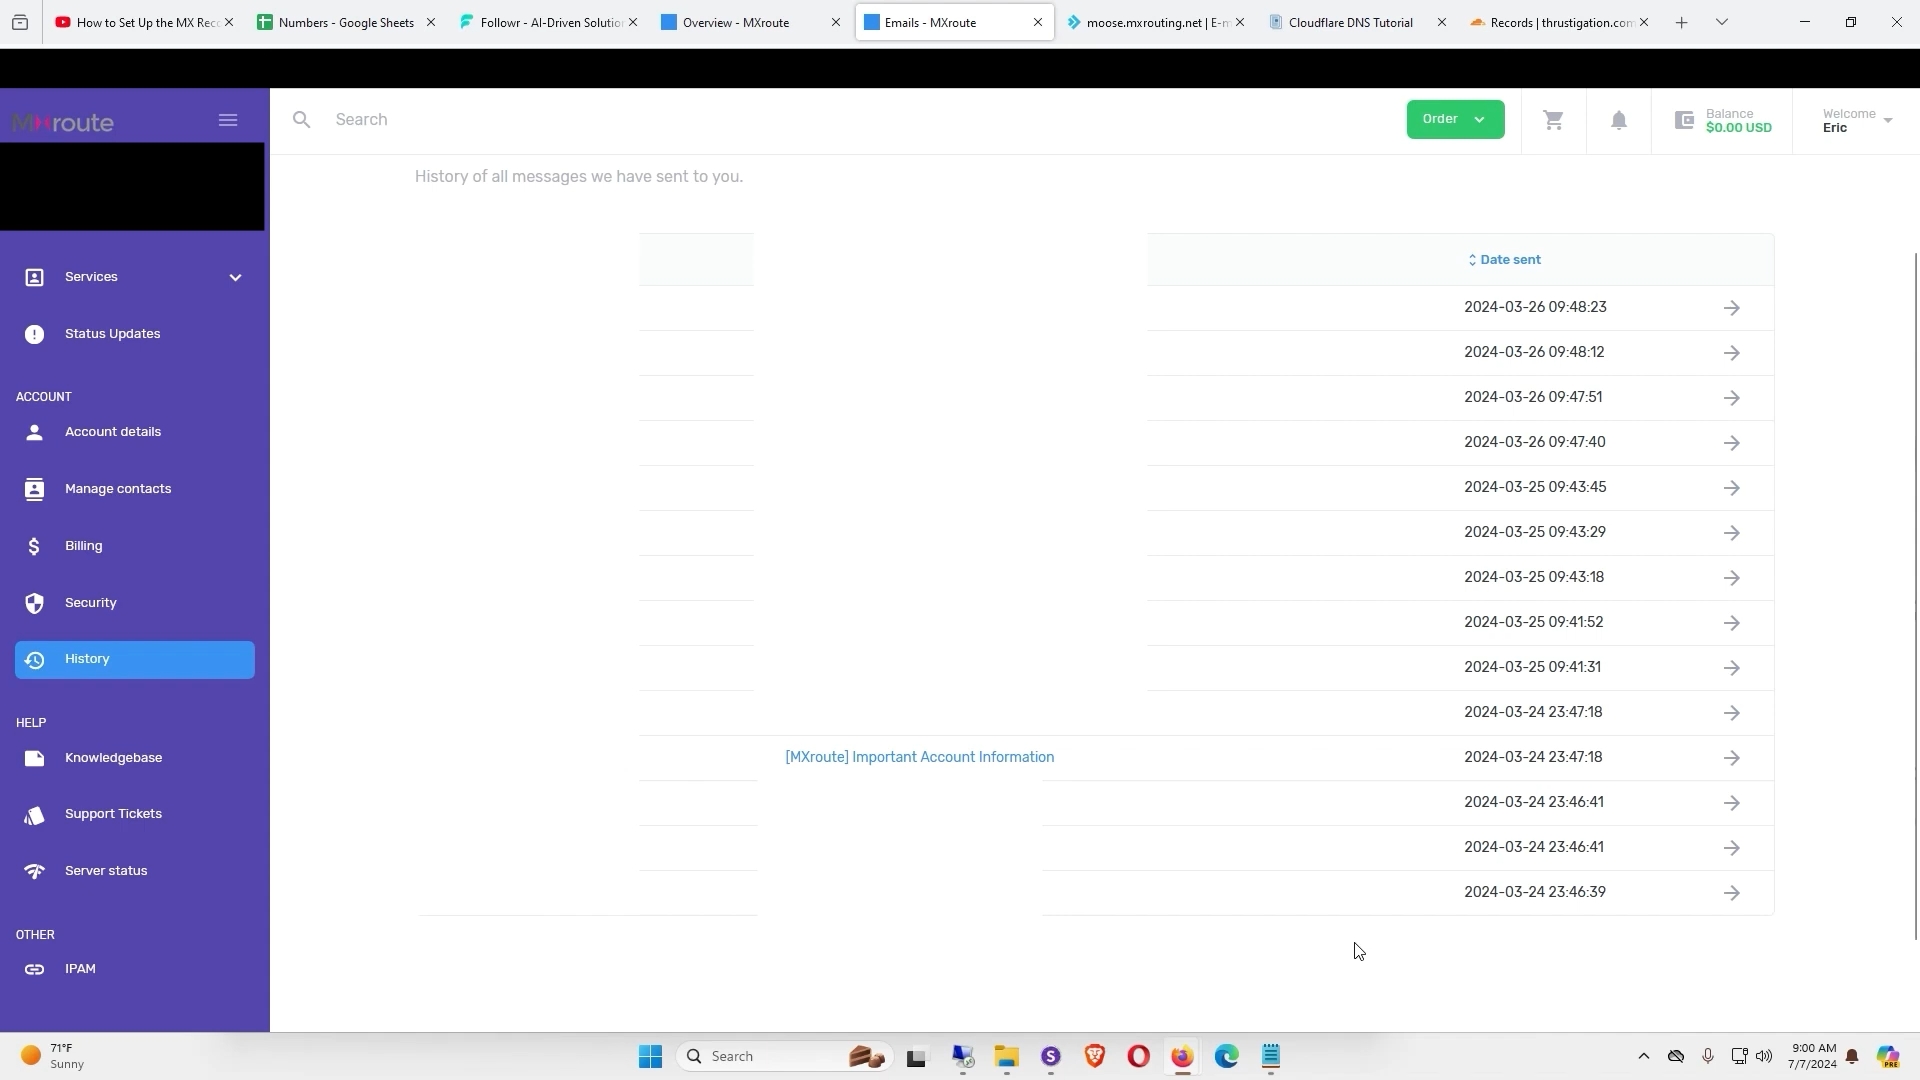 How to Set Up the MX Reco
Numbers - Google Sheets
Followr - AI-Driven Solution
Overview - MXroute
Emails - MXroute
moose.mxrouting.net | E-m
Cloudflare DNS Tutorial
Records | thrustigation.com
MXroute
Search
Order
Balance
$0.00 USD
Welcome
Eric
History of all messages we have sent to you.
Services
Status Updates
ACCOUNT
Account details
Manage contacts
Billing
Security
History
HELP
Knowledgebase
Support Tickets
Server status
OTHER
IPAM
Date sent
2024-03-26 09:48:23
2024-03-26 09:48:12
2024-03-26 09:47:51
2024-03-26 09:47:40
2024-03-25 09:43:45
2024-03-25 09:43:29
2024-03-25 09:43:18
2024-03-25 09:41:52
2024-03-25 09:41:31
2024-03-24 23:47:18
[MXroute] Important Account Information 2024-03-24 23:47:18
2024-03-24 23:46:41
2024-03-24 23:46:41
2024-03-24 23:46:39
71°F
Sunny
Search
9:00 AM
7/7/2024
PRE